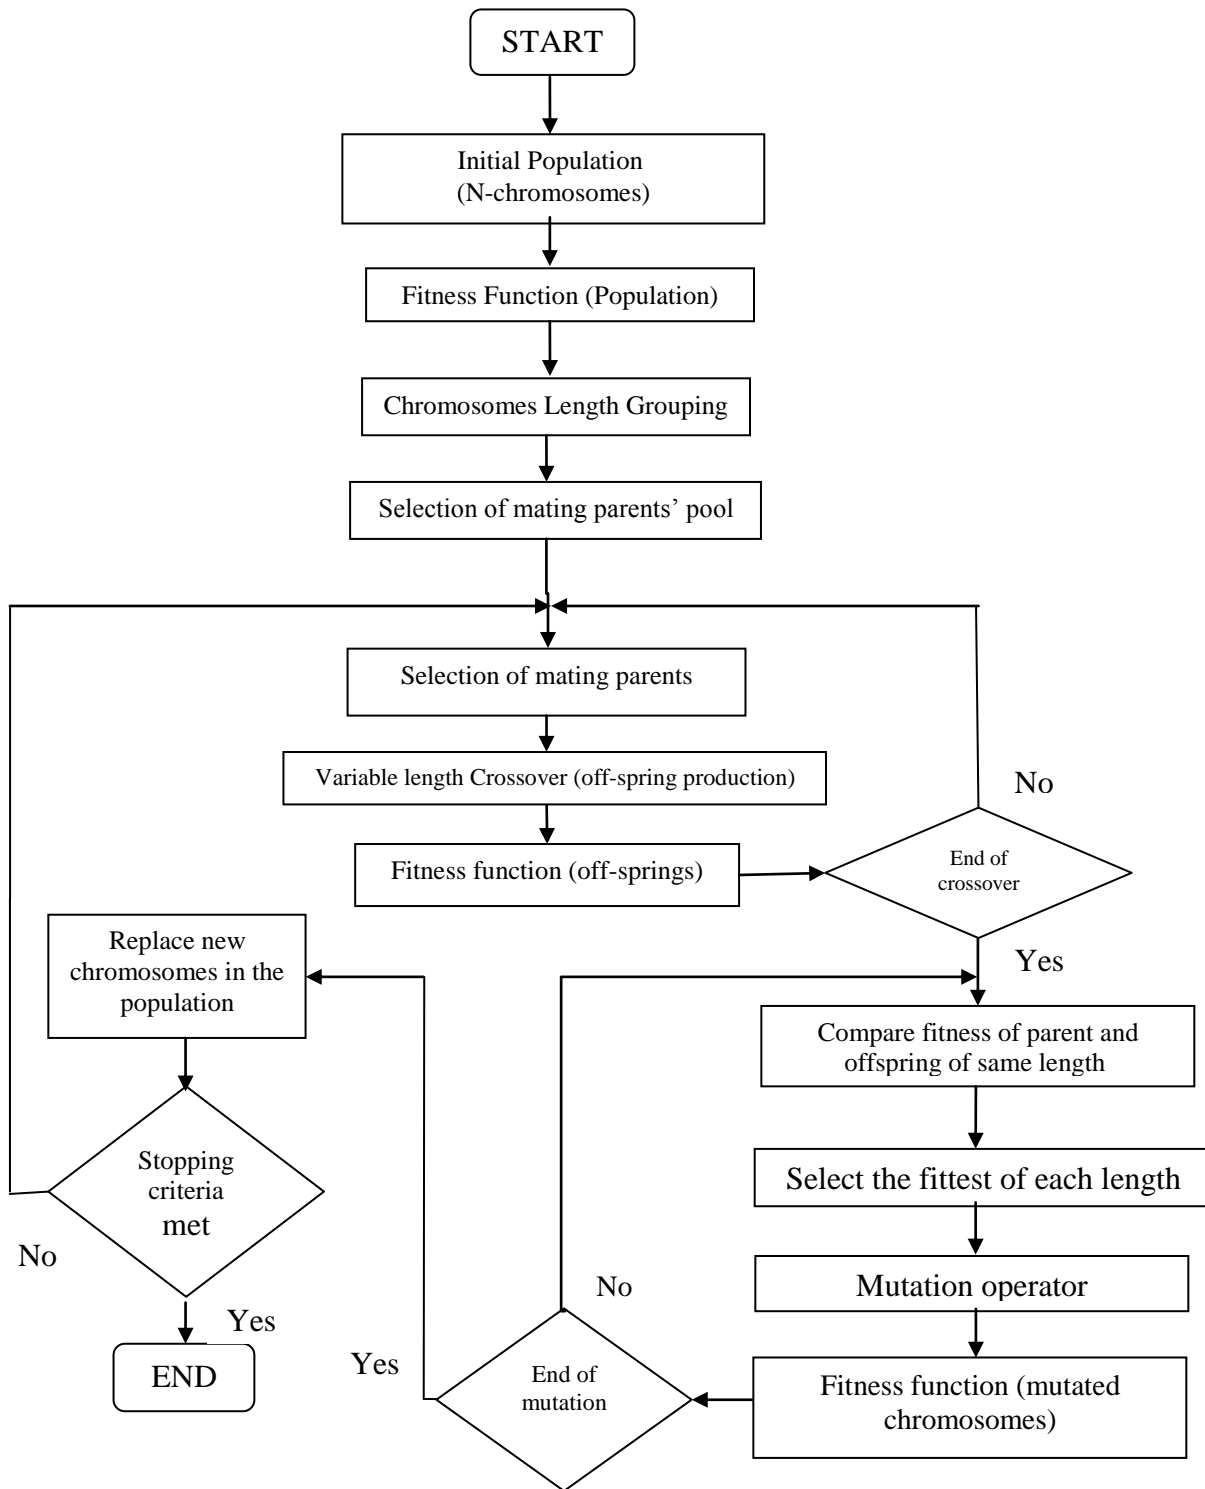 START
Initial Population
(N-chromosomes)
Fitness Function (Population)
Chromosomes Length Grouping
Selection of mating parents’ pool
Selection of mating parents
Variable length Crossover (off-spring production)
Fitness function (off-springs)
No
End of
crossover
Yes
Replace new
chromosomes in the
population
Compare fitness of parent and
offspring of same length
Stopping
criteria
met
No
Yes
END
Select the fittest of each length
Mutation operator
Fitness function (mutated
chromosomes)
No
End of
mutation
Yes